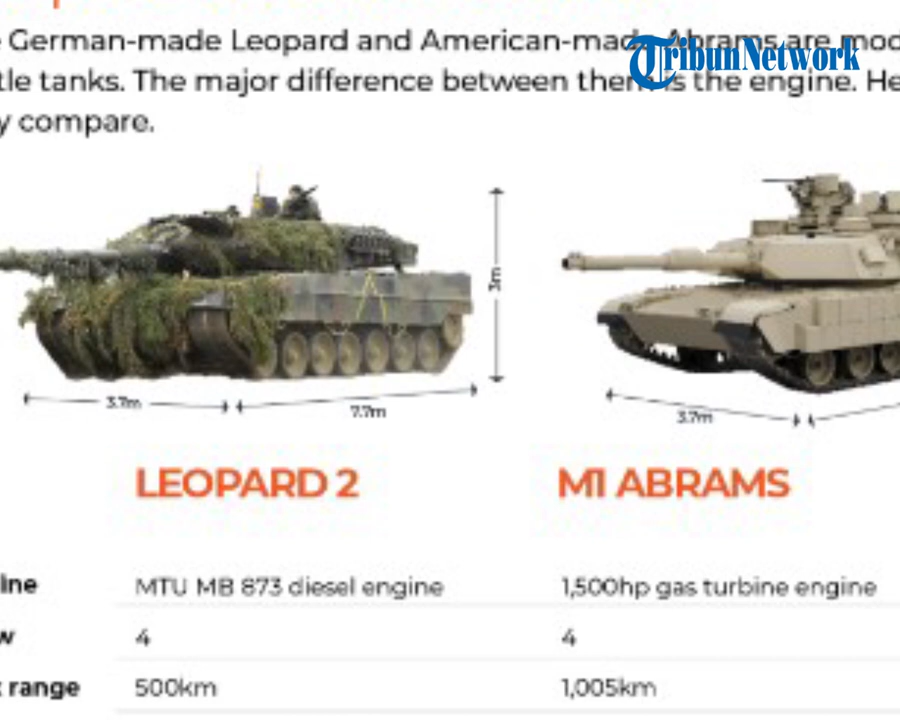 German-made Leopard and American-made Abrams are mod
TribunNetwork
tle tanks. The major difference between them is the engine. He
y compare.
3m
3.7m
7.7m
3.7m
LEOPARD 2
M1 ABRAMS
ine
MTU MB 873 diesel engine
1,500hp gas turbine engine
w
4
4
range
500km
1,005km